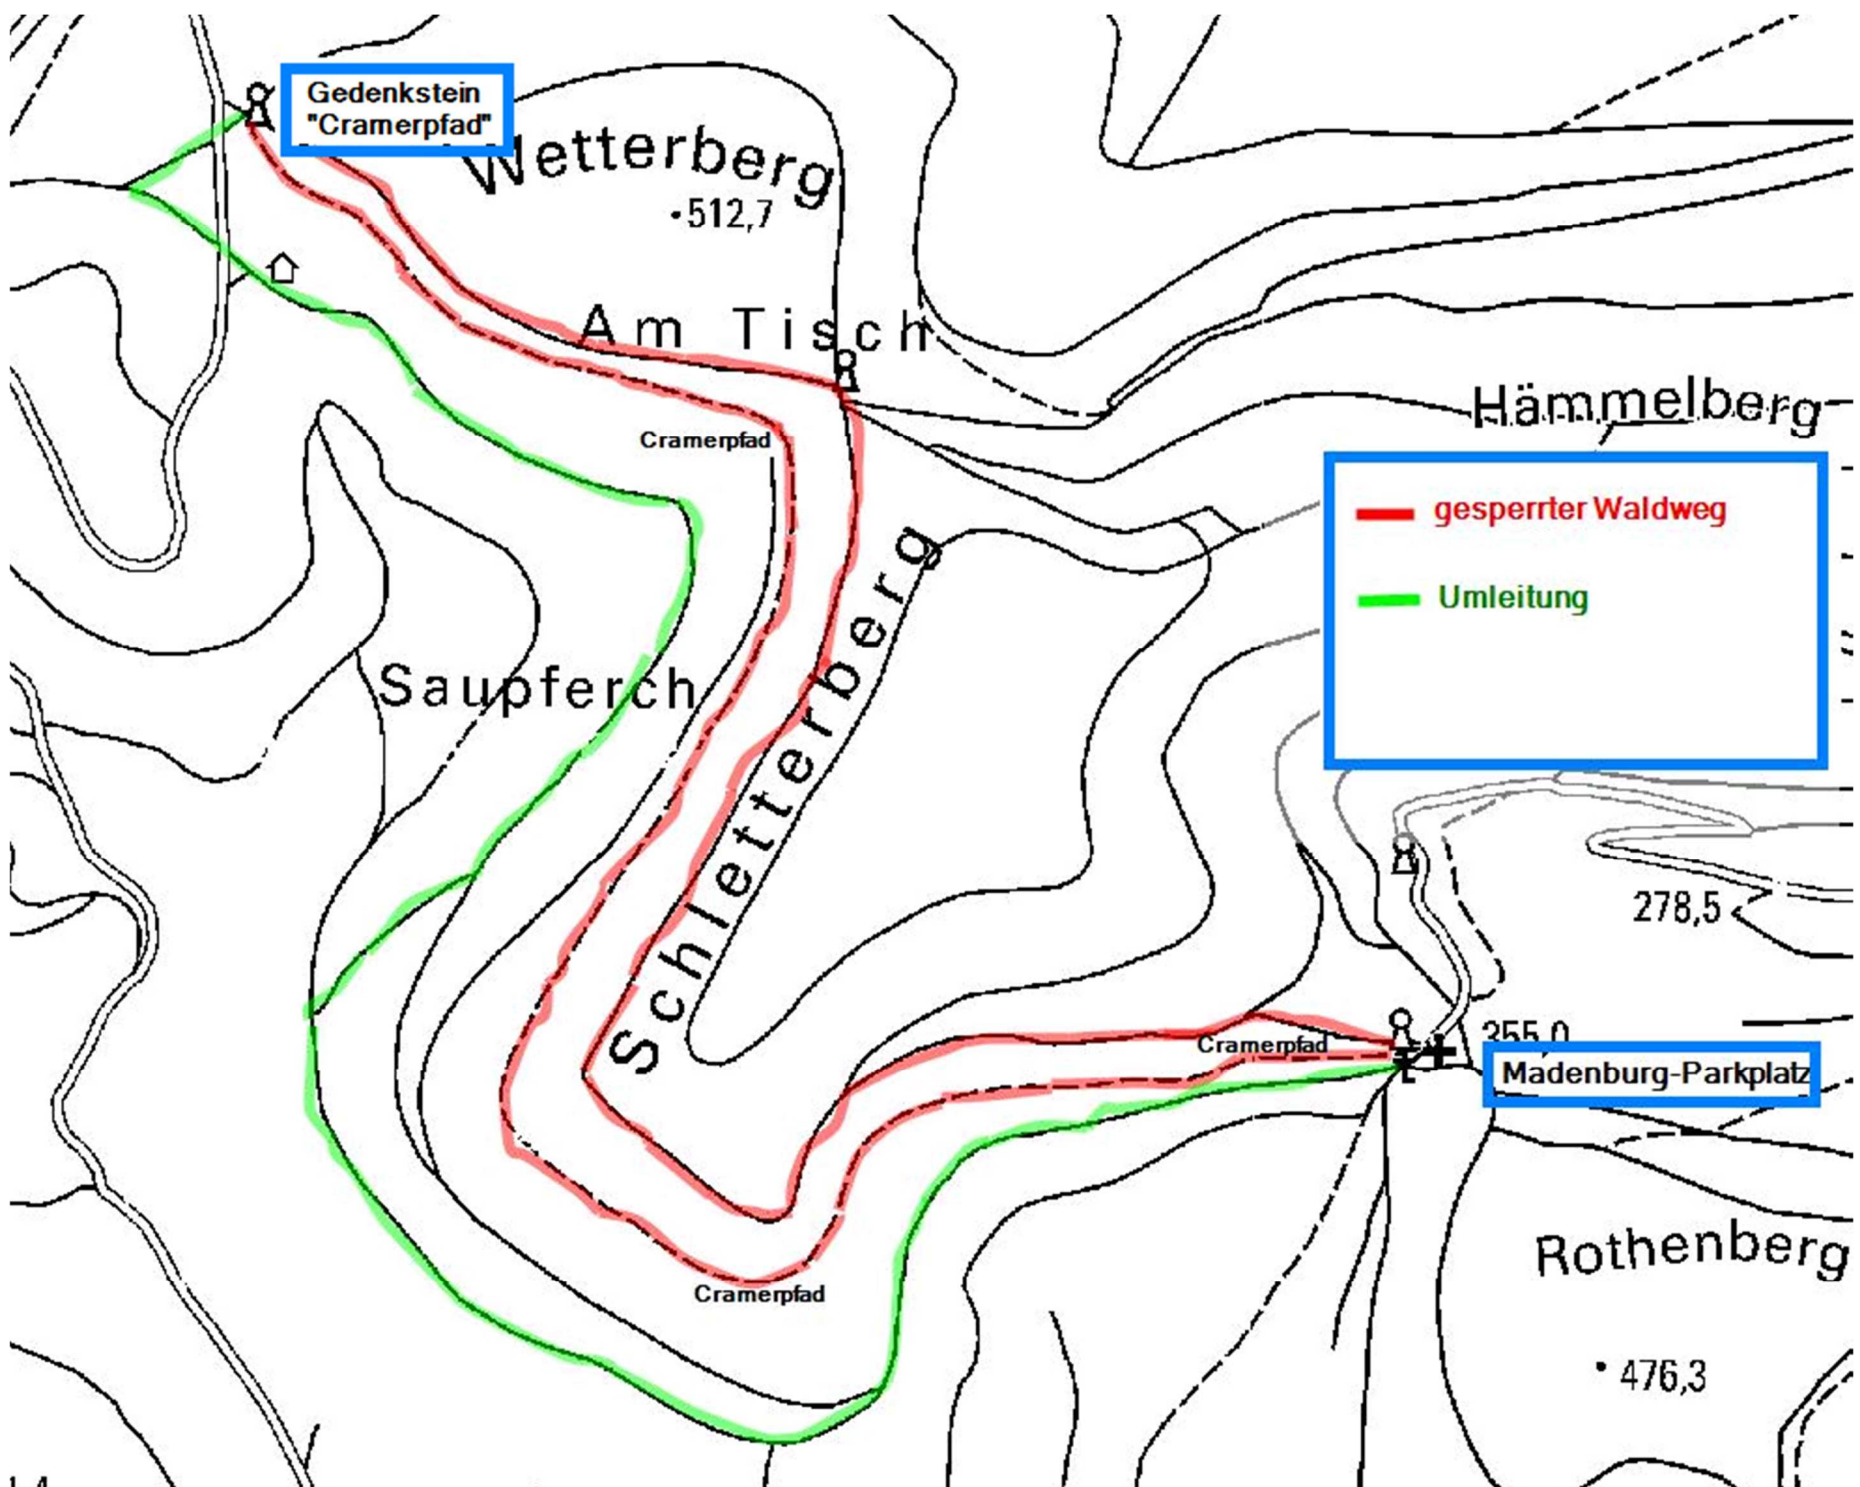 Gedenkstein
"Cramerpfad"
Wetterberg
512,7
Am Tisch
Hämmelberg
Cramerpfad
gesperrter Waldweg
Umleitung
Schletterberg
Saupferch
278,5
355,0
Cramerpfad
Madenburg-Parkplatz
Rothenberg
Cramerpfad
476,3